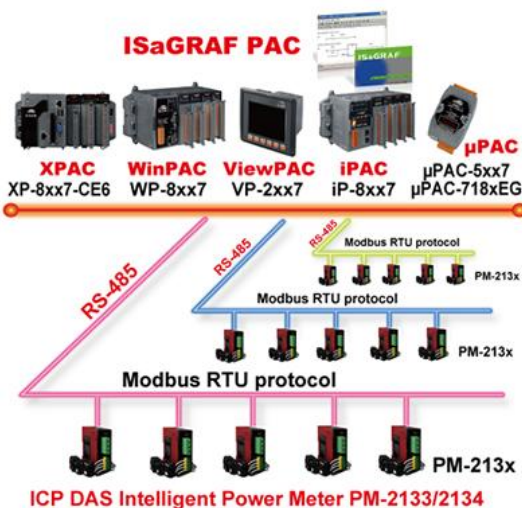 ISaGRAF PAC
ISaGRAF
XPAC
XP-8xx7-CE6
WinPAC
WP-8xx7
ViewPAC
VP-2xx7
iPAC
iP-8xx7
μPAC
μPAC-5xx7
μPAC-718xEG
RS-485
RS-485
RS-485
Modbus RTU protocol
PM-213x
Modbus RTU protocol
PM-213x
Modbus RTU protocol
PM-213x
ICP DAS Intelligent Power Meter PM-2133/2134